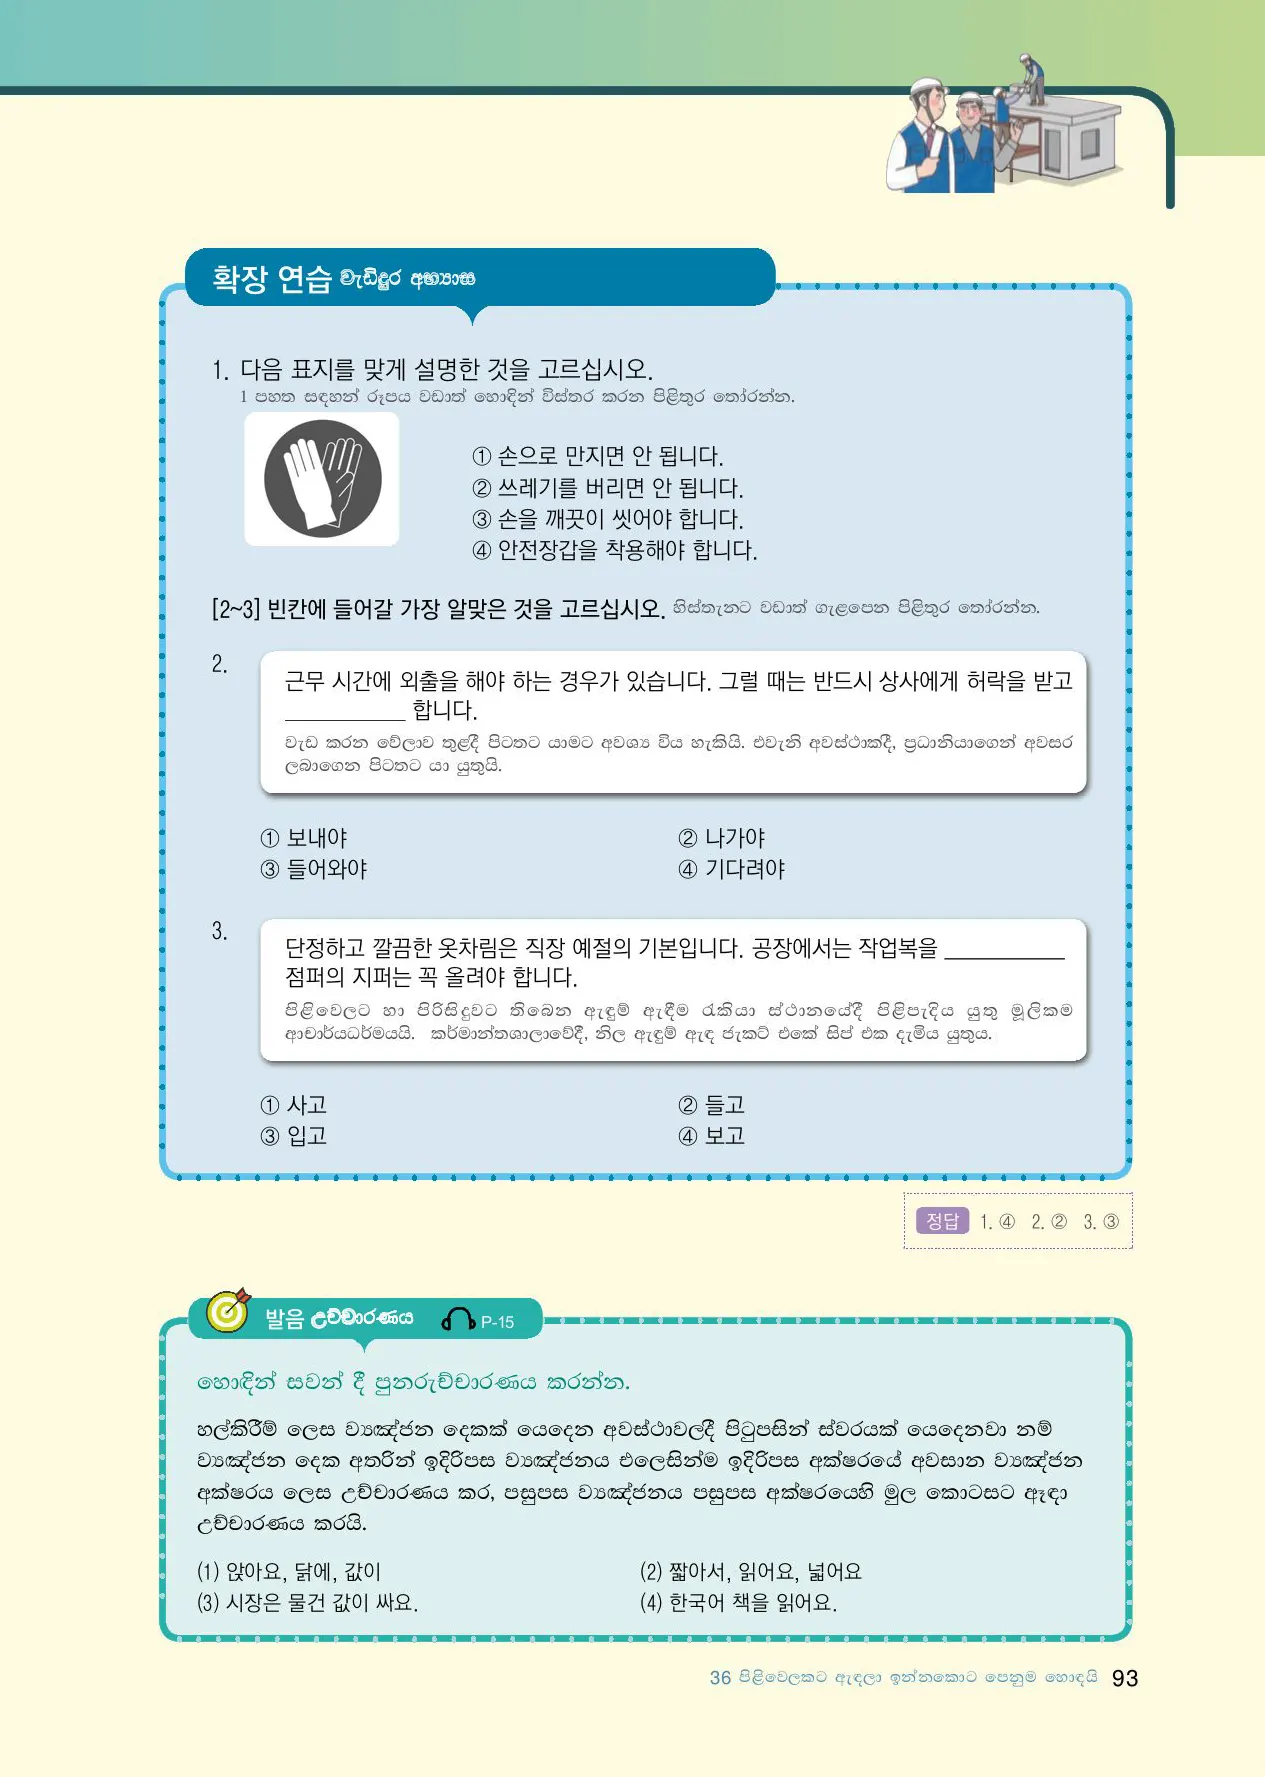 확장 연습 වැඩිදුර අභ්‍යාස
1. 다음 표지를 맞게 설명한 것을 고르십시오.
1 පහත සඳහන් රූපය වඩාත් හොඳින් විස්තර කරන පිළිතුර තෝරන්න.
① 손으로 만지면 안 됩니다.
② 쓰레기를 버리면 안 됩니다.
③ 손을 깨끗이 씻어야 합니다.
④ 안전장갑을 착용해야 합니다.
[2~3] 빈칸에 들어갈 가장 알맞은 것을 고르십시오. හිස්තැනට වඩාත් ගැළපෙන පිළිතුර තෝරන්න.
2.
근무 시간에 외출을 해야 하는 경우가 있습니다. 그럴 때는 반드시 상사에게 허락을 받고
__________ 합니다.
වැඩ කරන වේලාව තුළදී පිටතට යාමට අවශ්‍ය විය හැකියි. එවැනි අවස්ථාකදී, ප්‍රධානියාගෙන් අවසර
ලබාගෙන පිටතට යා යුතුයි.
① 보내야 ② 나가야
③ 들어와야 ④ 기다려야
3.
단정하고 깔끔한 옷차림은 직장 예절의 기본입니다. 공장에서는 작업복을 __________
점퍼의 지퍼는 꼭 올려야 합니다.
පිළිවෙලට හා පිරිසිදුවට තිබෙන ඇඳුම් ඇඳීම රැකියා ස්ථානයේදී පිළිපැදිය යුතු මූලිකම
ආචාර්යධර්මයයි. කර්මාන්තශාලාවේදී, නිල ඇඳුම් ඇඳ ජැකට් එකේ සිප් එක දැමිය යුතුය.
① 사고 ② 들고
③ 입고 ④ 보고
정답 1. ④ 2. ② 3. ③
발음 උච්චාරණය P-15
හොඳින් සවන් දී පුනරුච්චාරණය කරන්න.
හල්කිරීම් ලෙස ව්‍යඤ්ජන දෙකක් යෙදෙන අවස්ථාවලදී පිටුපසින් ස්වරයක් යෙදෙනවා නම්
ව්‍යඤ්ජන දෙක අතරින් ඉදිරිපස ව්‍යඤ්ජනය එලෙසින්ම ඉදිරිපස අක්ෂරයේ අවසාන ව්‍යඤ්ජන
අක්ෂරය ලෙස උච්චාරණය කර, පසුපස ව්‍යඤ්ජනය පසුපස අක්ෂරයෙහි මුල කොටසට ඈඳා
උච්චාරණය කරයි.
(1) 앉아요, 닭에, 값이 (2) 짧아서, 읽어요, 넓어요
(3) 시장은 물건 값이 싸요. (4) 한국어 책을 읽어요.
36 පිළිවෙලකට ඇඳලා ඉන්නකොට පෙනුම හොඳයි 93